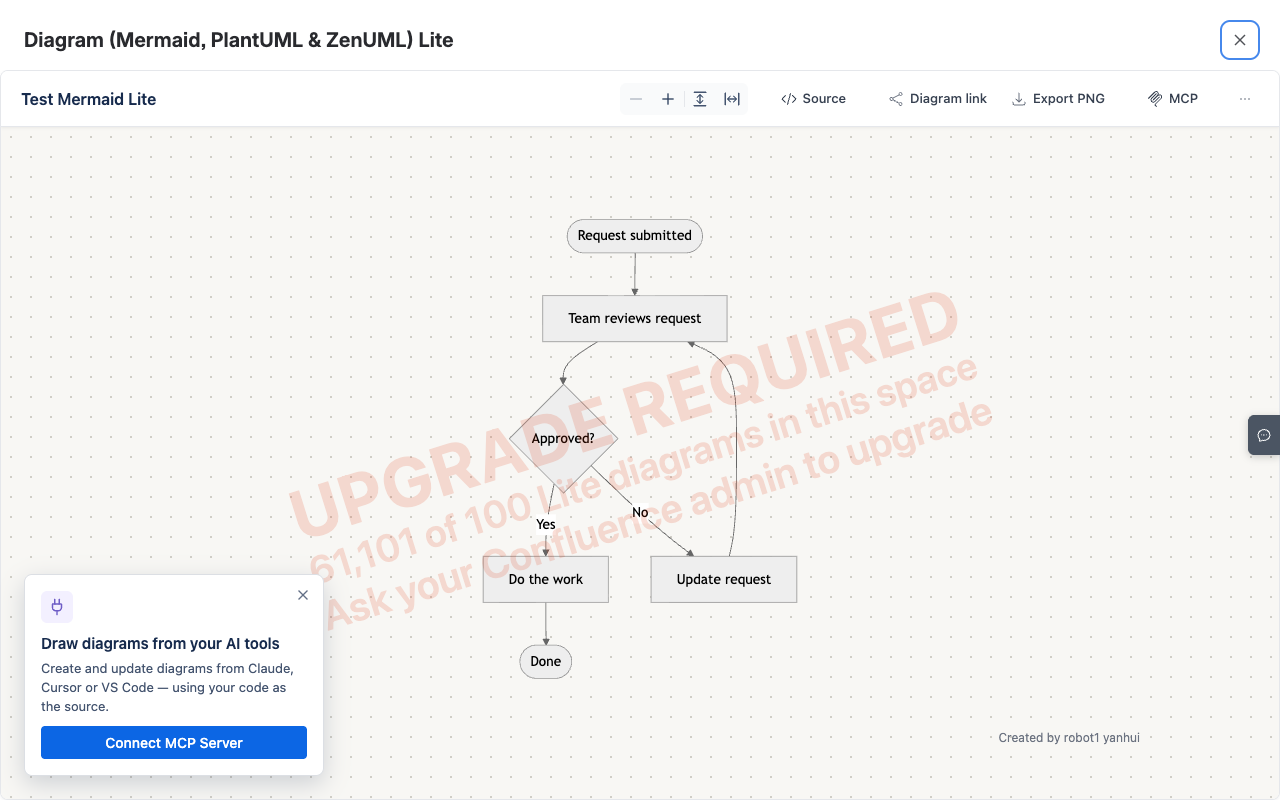 Diagram (Mermaid, PlantUML & ZenUML) Lite
Test Mermaid Lite
Source
Diagram link
Export PNG
MCP
Request submitted
Team reviews request
Approved?
Yes
No
Do the work
Update request
Done
UPGRADE REQUIRED
61,101 of 100 Lite diagrams in this space
Ask your Confluence admin to upgrade
Draw diagrams from your AI tools
Create and update diagrams from Claude,
Cursor or VS Code — using your code as
the source.
Connect MCP Server
Created by robot1 yanhui